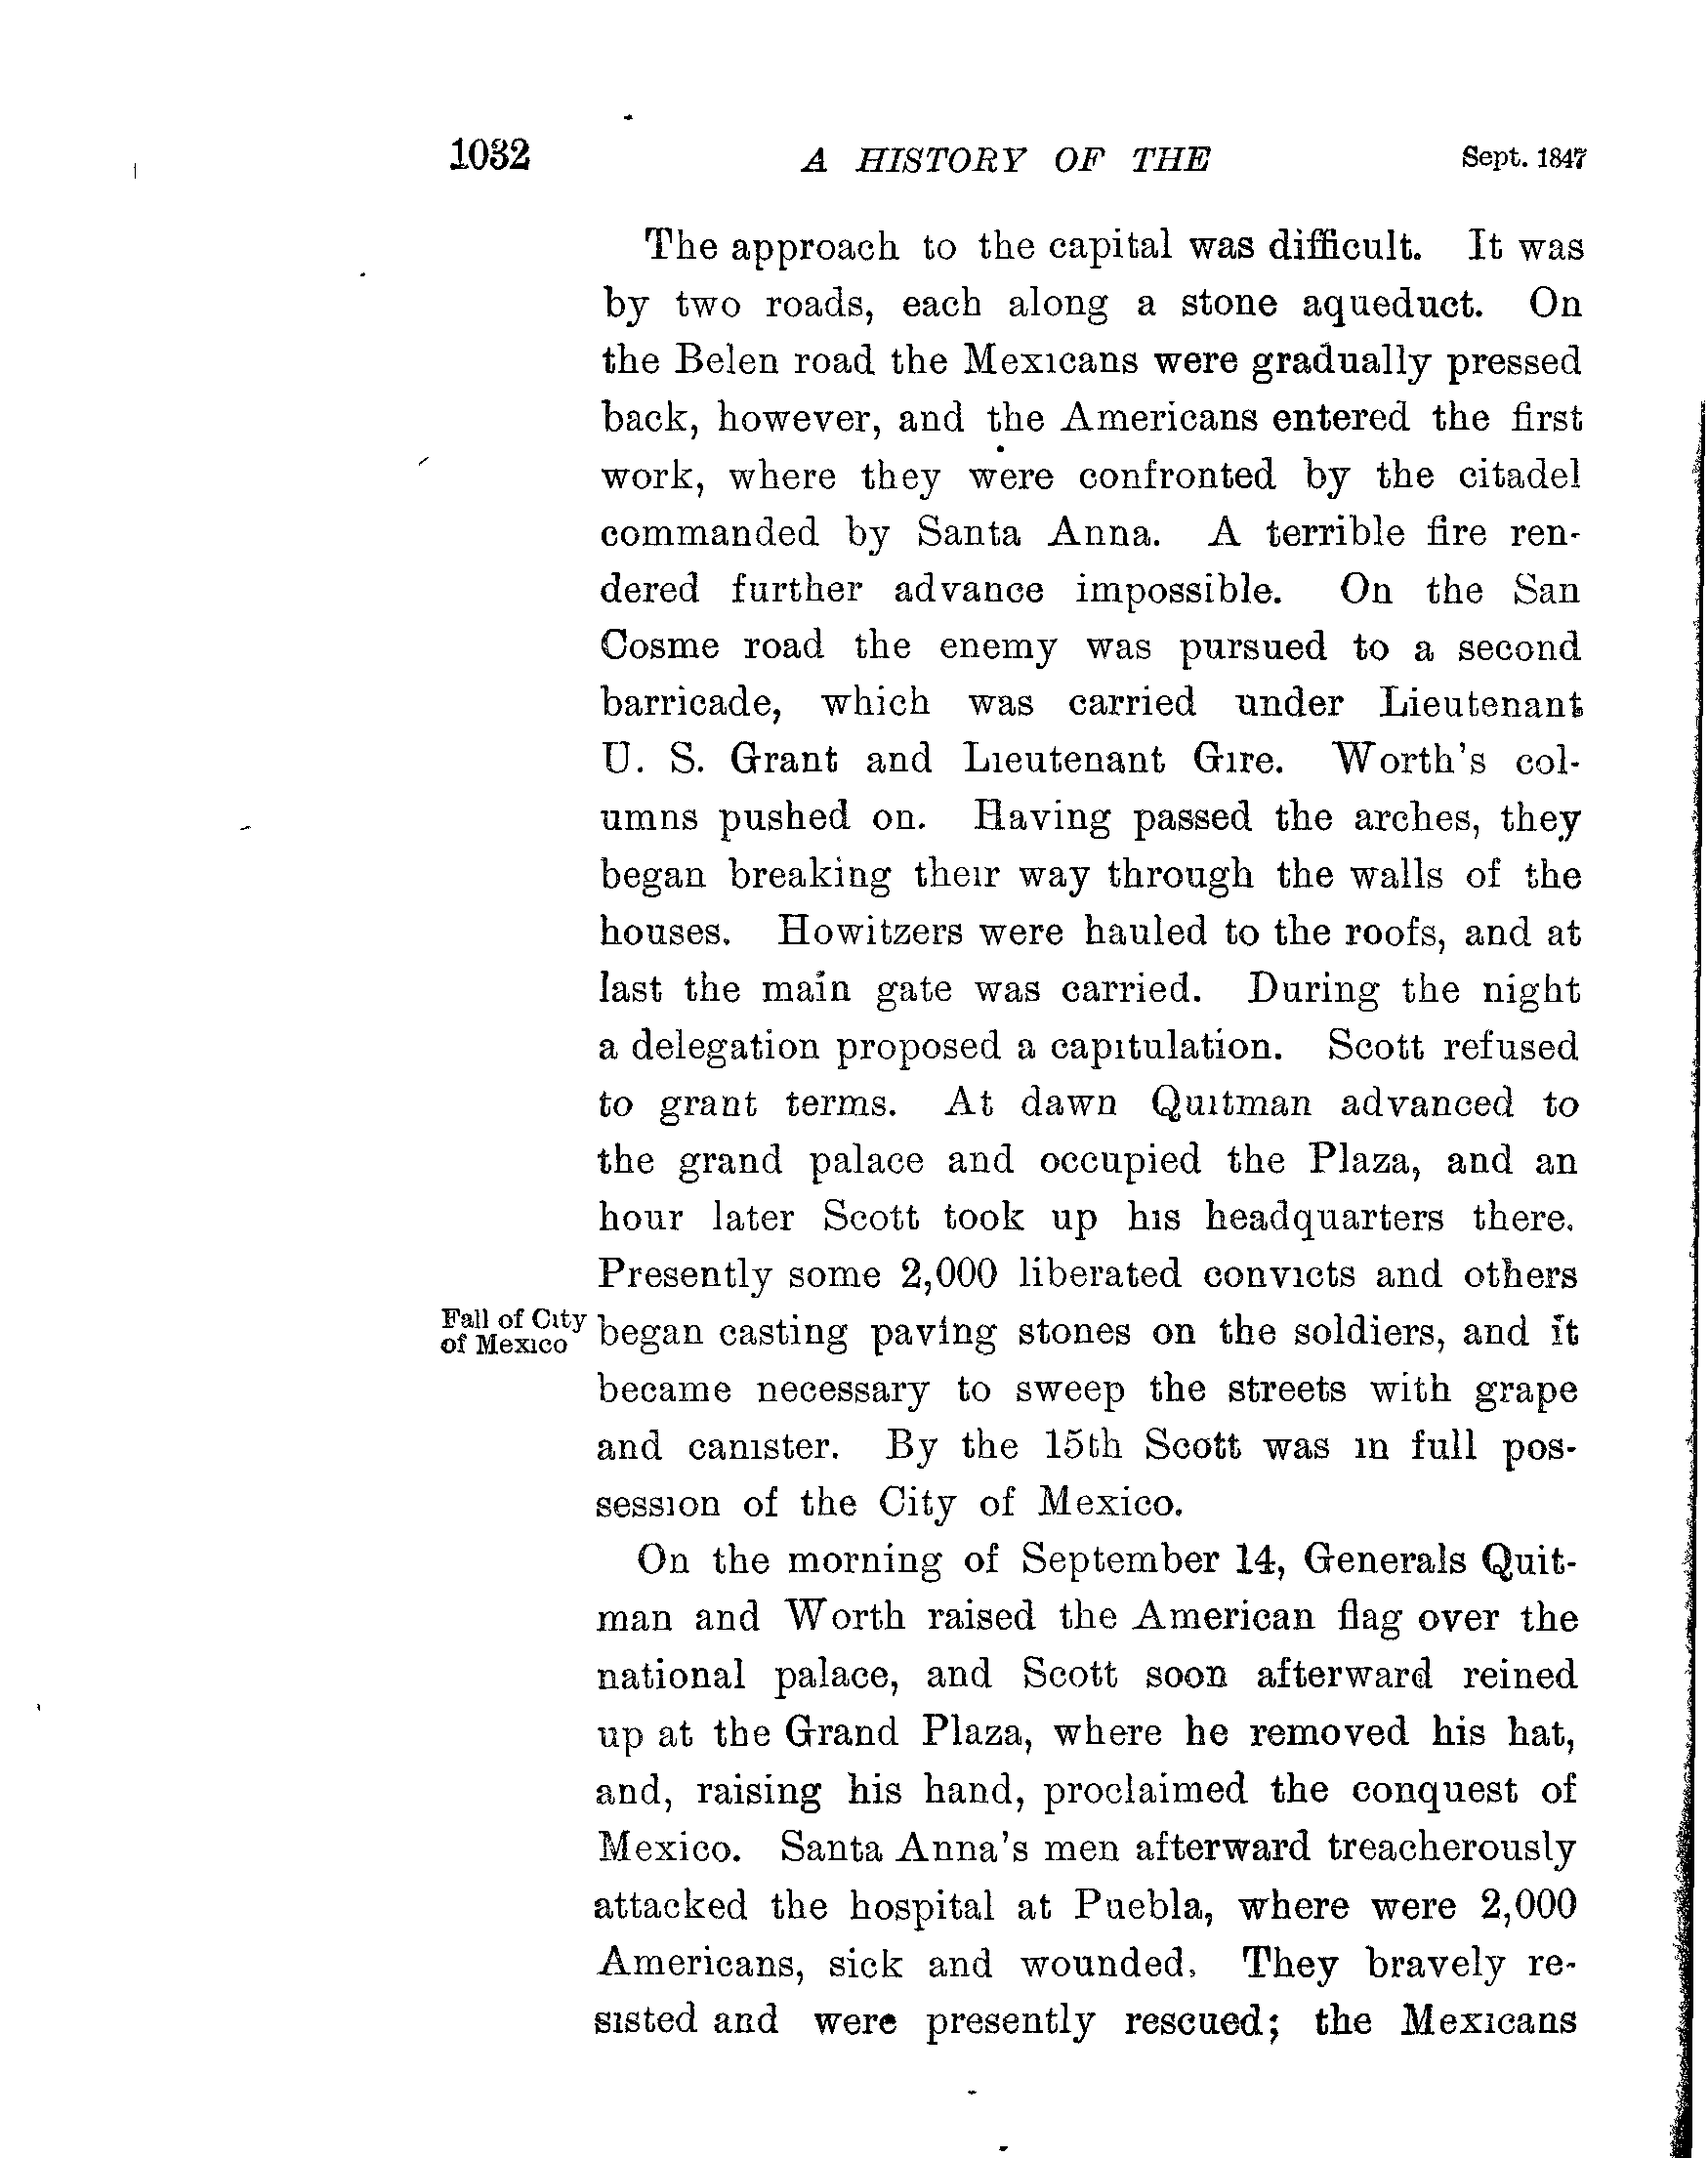 1032 A HISTORY OF THE Sept. 1847
The approach to the capital was difficult. It was
by two roads, each along a stone aqueduct. On
the Belen road the Mexicans were gradually pressed
back, however, and the Americans entered the first
work, where they were confronted by the citadel
commanded by Santa Anna. A terrible fire ren-
dered further advance impossible. On the San
Cosme road the enemy was pursued to a second
barricade, which was carried under Lieutenant
U. S. Grant and Lieutenant Gire. Worth's col-
umns pushed on. Having passed the arches, they
began breaking their way through the walls of the
houses. Howitzers were hauled to the roofs, and at
last the main gate was carried. During the night
a delegation proposed a capitulation. Scott refused
to grant terms. At dawn Quitman advanced to
the grand palace and occupied the Plaza, and an
hour later Scott took up his headquarters there.
Presently some 2,000 liberated convicts and others
Fall of City
of Mexico
began casting paving stones on the soldiers, and it
became necessary to sweep the streets with grape
and canister. By the 15th Scott was in full pos-
session of the City of Mexico.
On the morning of September 14, Generals Quit-
man and Worth raised the American flag over the
national palace, and Scott soon afterward reined
up at the Grand Plaza, where he removed his hat,
and, raising his hand, proclaimed the conquest of
Mexico. Santa Anna's men afterward treacherously
attacked the hospital at Puebla, where were 2,000
Americans, sick and wounded. They bravely re-
sisted and were presently rescued; the Mexicans